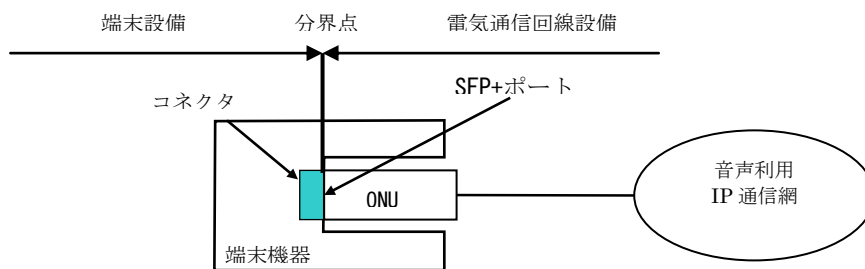 端末設備
分界点
電気通信回線設備
SFP+ポート
コネクタ
ONU
音声利用
IP 通信網
端末機器